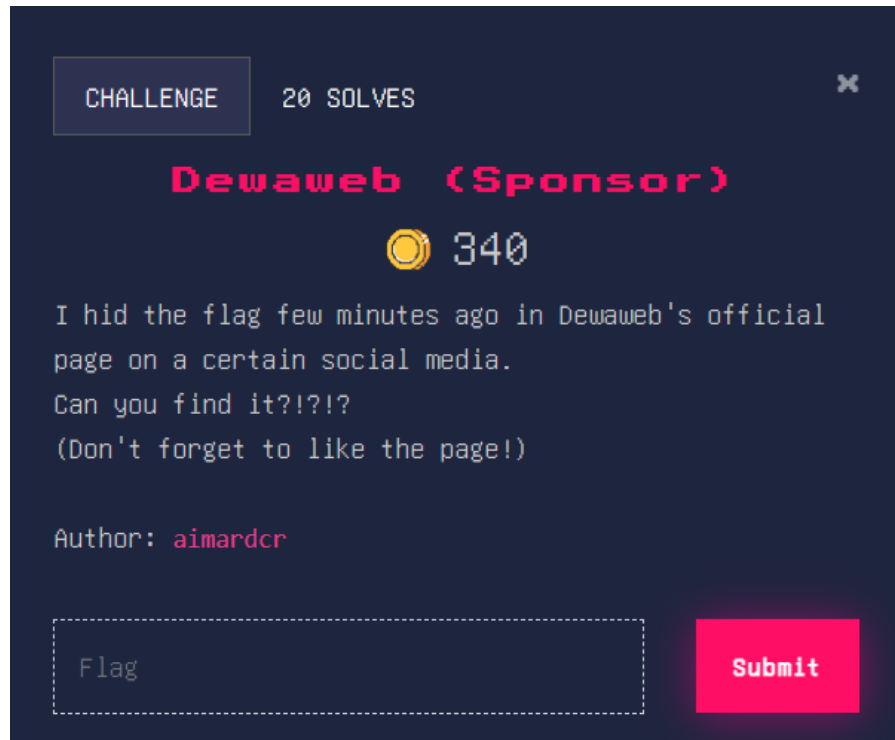 CHALLENGE 20 SOLVES ×
Dewaweb (Sponsor)
340
I hid the flag few minutes ago in Dewaweb's official
page on a certain social media.
Can you find it?!?!?
(Don't forget to like the page!)
Author: aimardcr
Flag Submit